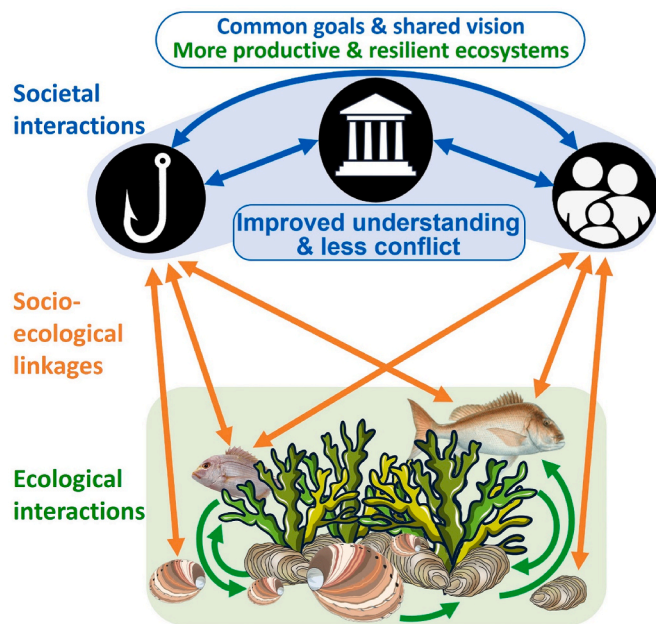 Common goals & shared vision
More productive & resilient ecosystems
Societal
interactions
Improved understanding
& less conflict
Socio-
ecological
linkages
Ecological
interactions